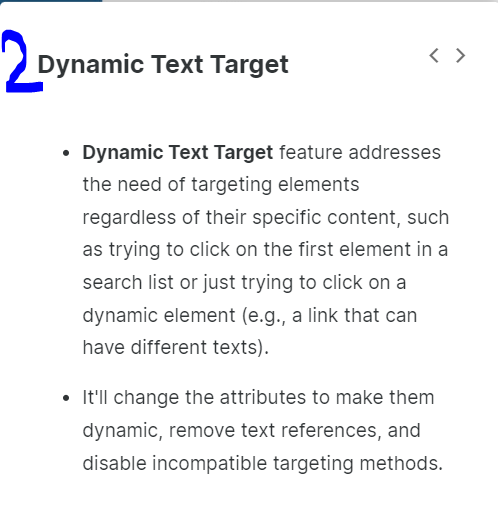 2 Dynamic Text Target
• Dynamic Text Target feature addresses
the need of targeting elements
regardless of their specific content, such
as trying to click on the first element in a
search list or just trying to click on a
dynamic element (e.g., a link that can
have different texts).
• It'll change the attributes to make them
dynamic, remove text references, and
disable incompatible targeting methods.